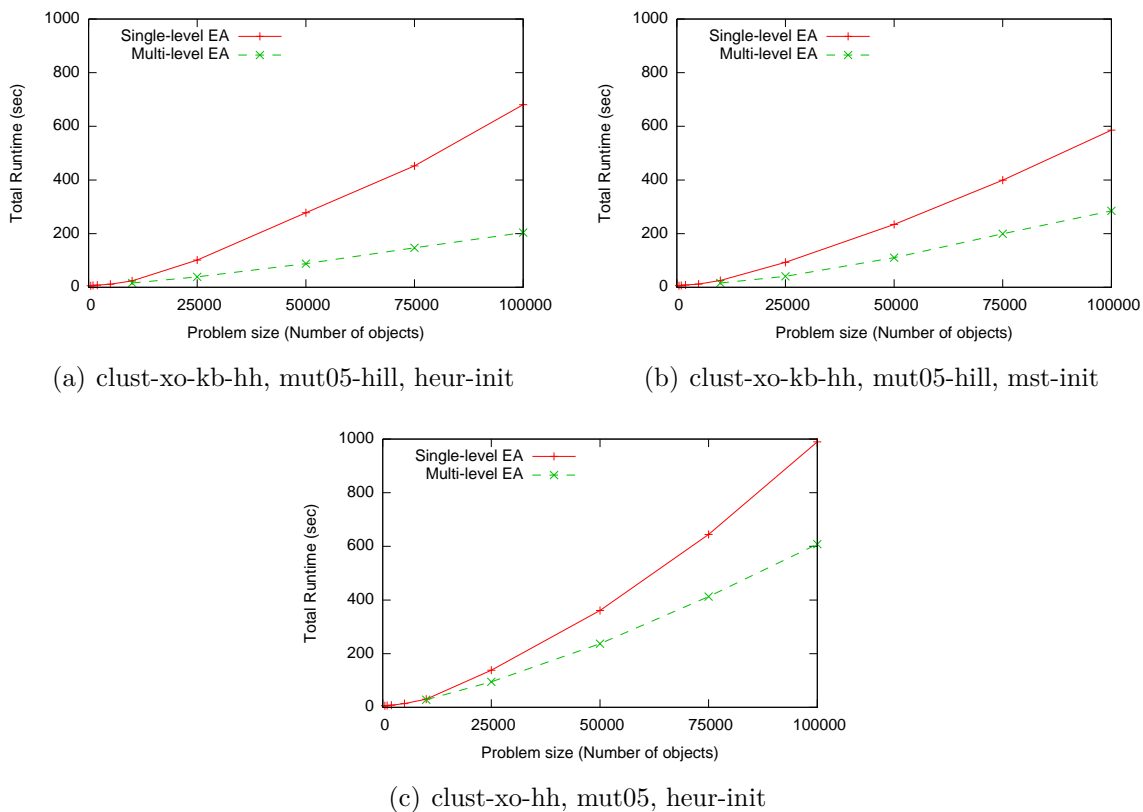 1000
800
600
400
200
0
Total Runtime (sec)
Single-level EA
Multi-level EA
0 25000 50000 75000 100000
Problem size (Number of objects)
(a) clust-xo-kb-hh, mut05-hill, heur-init
1000
800
600
400
200
0
Total Runtime (sec)
Single-level EA
Multi-level EA
0 25000 50000 75000 100000
Problem size (Number of objects)
(b) clust-xo-kb-hh, mut05-hill, mst-init
1000
800
600
400
200
0
Total Runtime (sec)
Single-level EA
Multi-level EA
0 25000 50000 75000 100000
Problem size (Number of objects)
(c) clust-xo-hh, mut05, heur-init